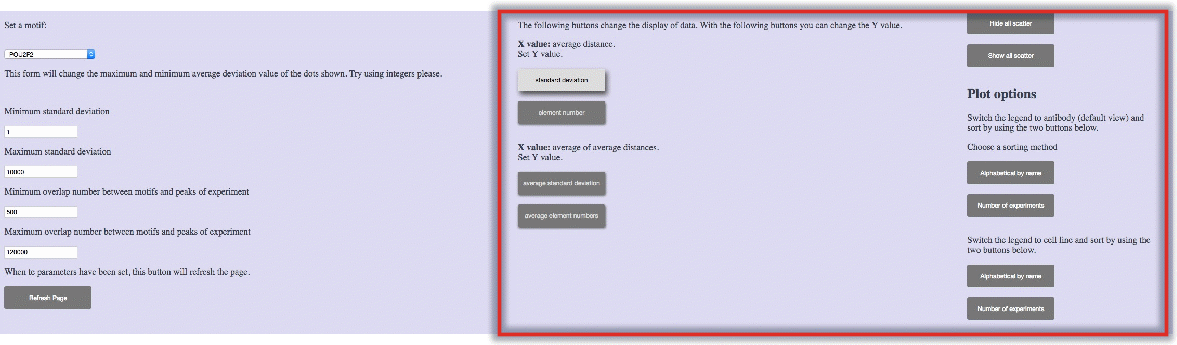 Set a motif:
POU2F2
This form will change the maximum and minimum average deviation value of the dots shown. Try using integers please.
Minimum standard deviation
1
Maximum standard deviation
10000
Minimum overlap number between motifs and peaks of experiment
500
Maximum overlap number between motifs and peaks of experiment
120000
When te parameters have been set, this button will refresh the page.
Refresh Page
The following buttons change the display of data. With the following buttons you can change the Y value.
X value: average distance.
Set Y value.
standard deviation
element number
X value: average of average distances.
Set Y value.
average standard deviation
average element numbers
Hide all scatter
Show all scatter
Plot options
Switch the legend to antibody (default view) and
sort by using the two buttons below.
Choose a sorting method
Alphabetical by name
Number of experiments
Switch the legend to cell line and sort by using the
two buttons below.
Alphabetical by name
Number of experiments